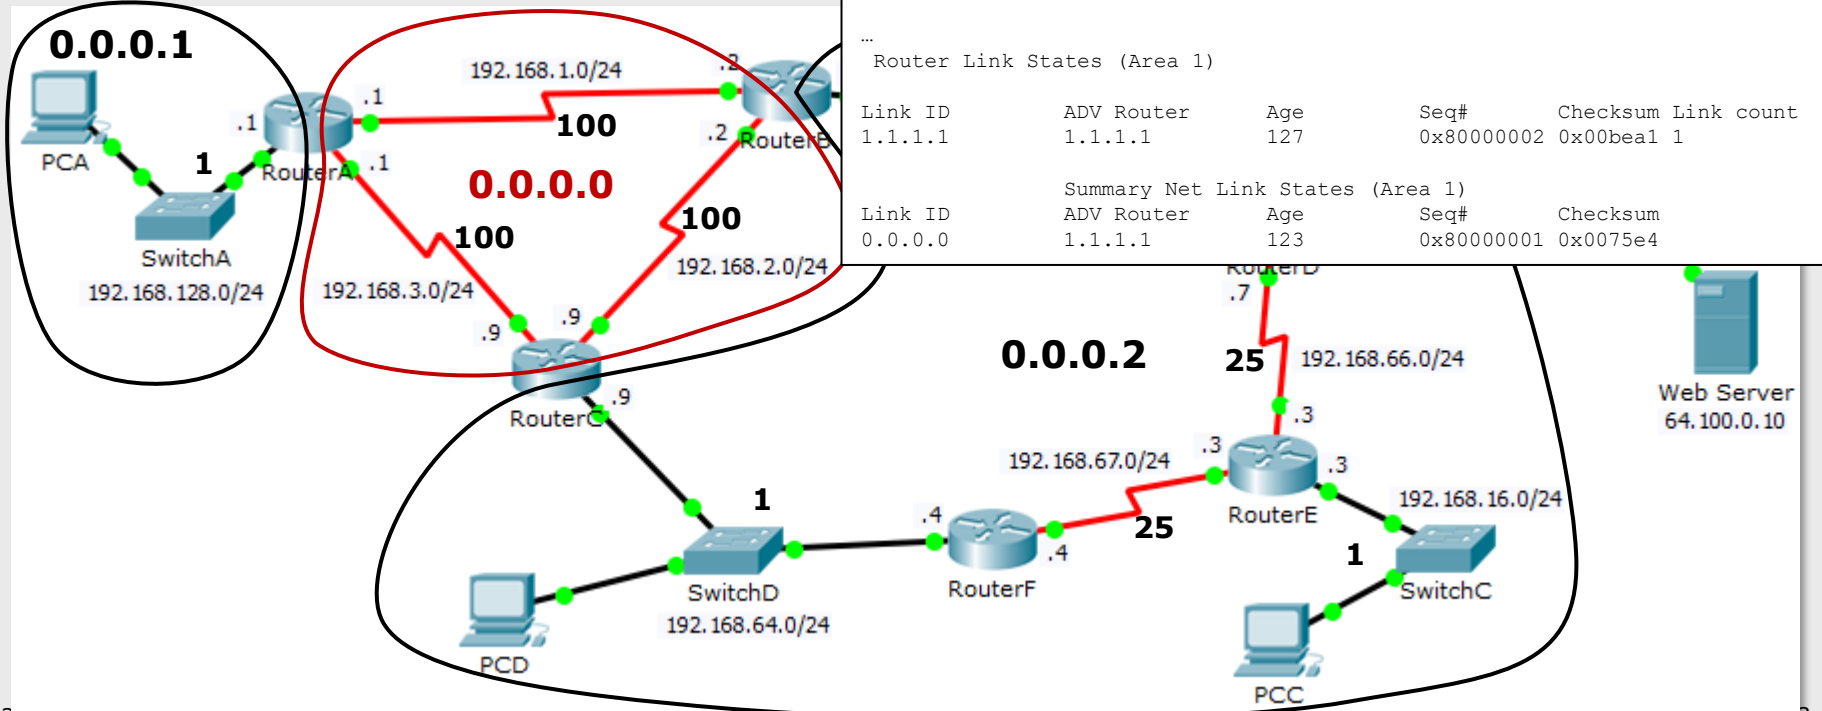 0.0.0.1
PCA
1
SwitchA
192.168.128.0/24
.1
RouterA
.1
.1
192.168.1.0/24
100
.2
.2
RouterB
0.0.0.0
100
100
192.168.3.0/24
192.168.2.0/24
.9
.9
RouterC
.9
…
Router Link States (Area 1)
Link ID ADV Router Age Seq# Checksum Link count
1.1.1.1 1.1.1.1 127 0x80000002 0x00bea1 1
Summary Net Link States (Area 1)
Link ID ADV Router Age Seq# Checksum
0.0.0.0 1.1.1.1 123 0x80000001 0x0075e4
RouterD
.7
0.0.0.2
25
192.168.66.0/24
.3
Web Server
64.100.0.10
192.168.67.0/24
.3
.3
RouterE
192.168.16.0/24
25
1
SwitchC
PCC
1
SwitchD
192.168.64.0/24
PCD
.4
.4
RouterF